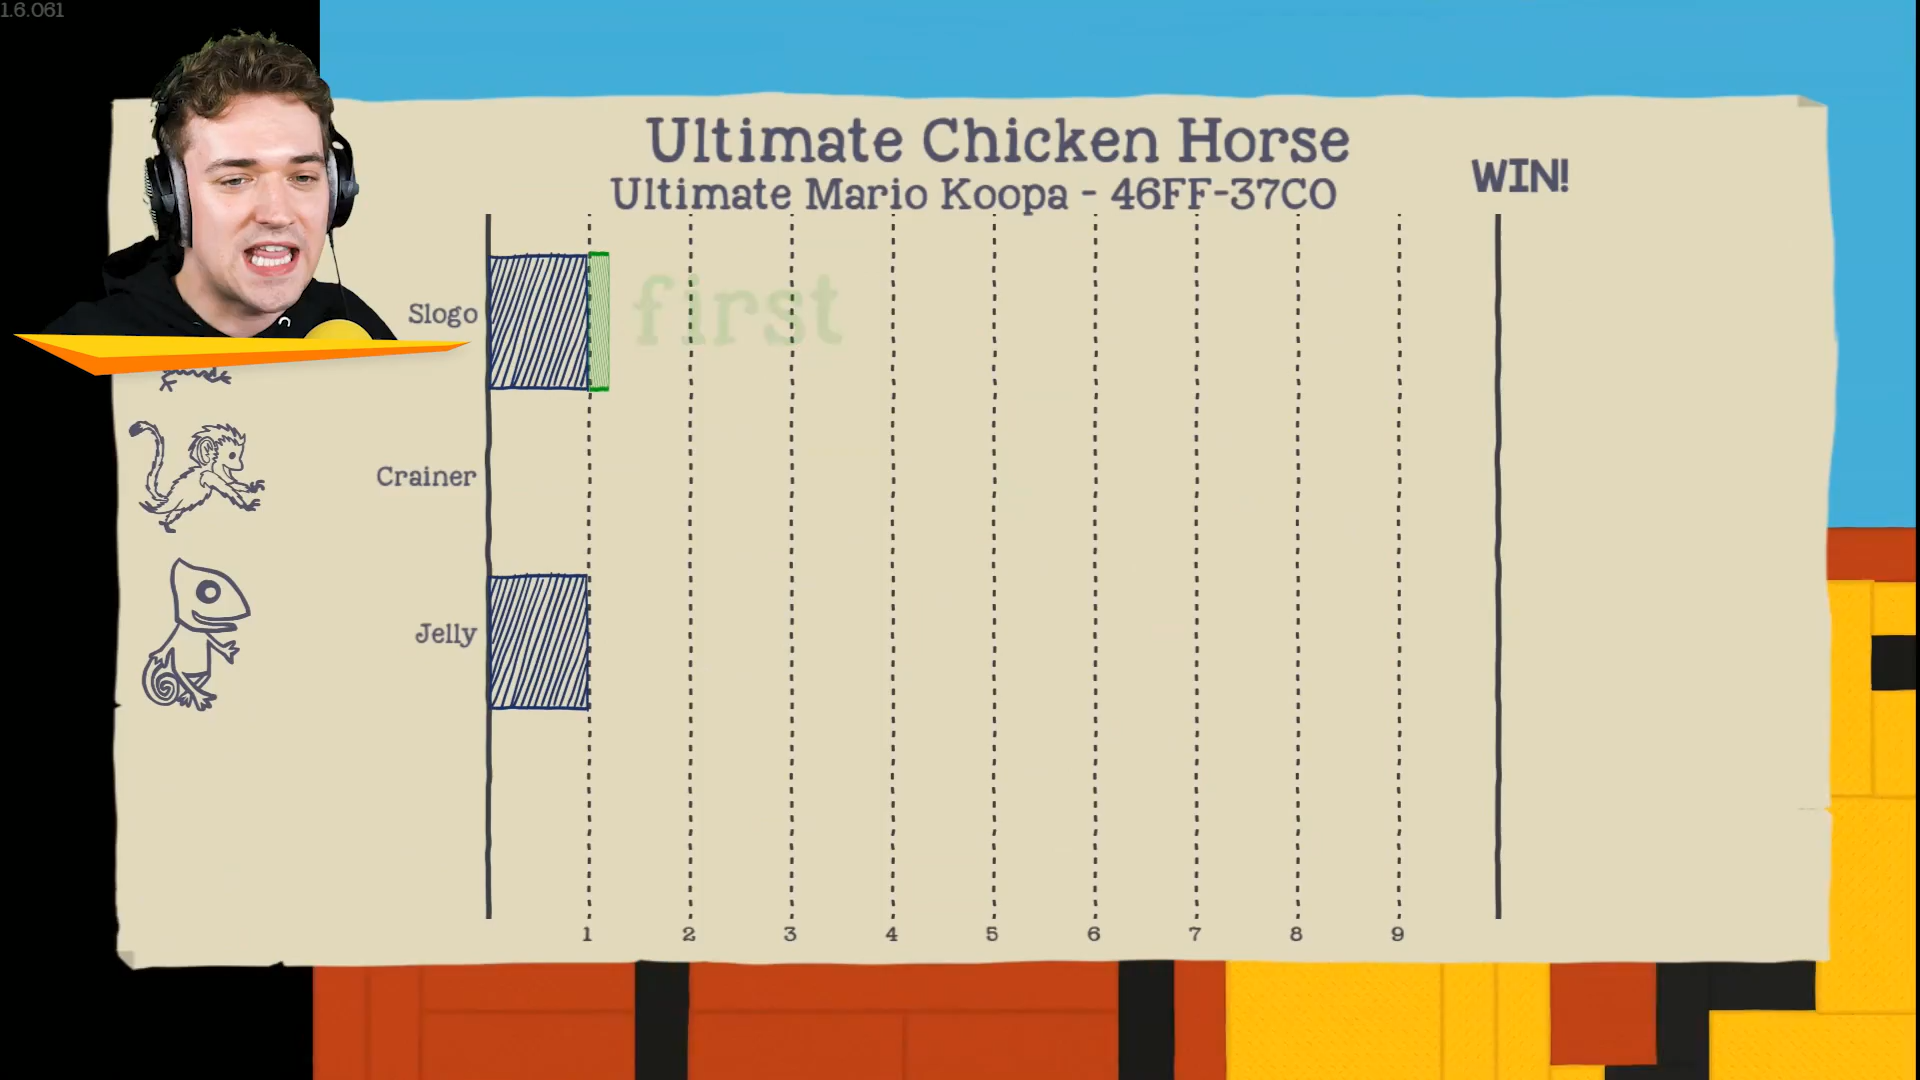 1.6.061
Ultimate Chicken Horse
Ultimate Mario Koopa - 46FF-37C0
WIN!
Slogo
first
Crainer
Jelly
1 2 3 4 5 6 7 8 9